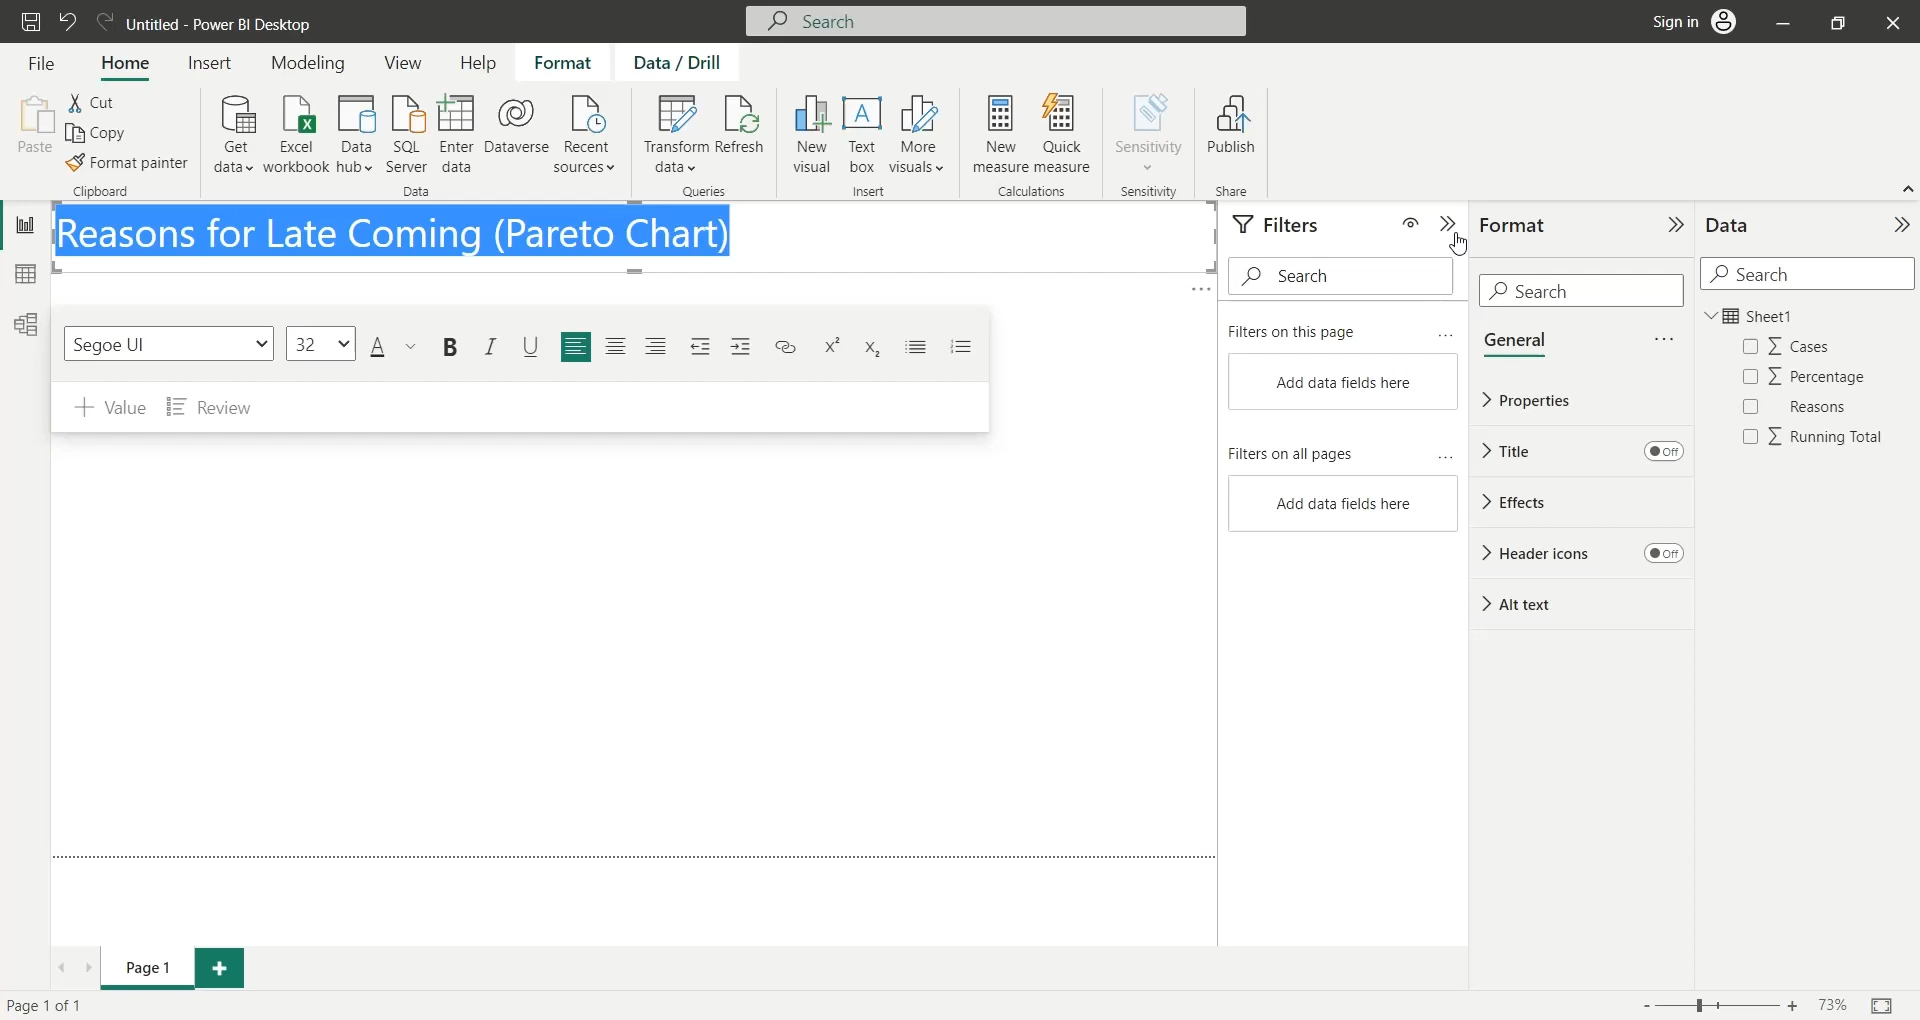 Untitled - Power BI Desktop
Search
Sign in
File Home Insert Modeling View Help Format Data / Drill
Paste
Cut
Copy
Format painter
Clipboard
Get data
Excel workbook
Data hub
SQL Server
Enter data
Dataverse
Recent sources
Data
Transform data
Refresh
Queries
New visual
Text box
More visuals
Insert
New measure
Quick measure
Calculations
Sensitivity
Sensitivity
Publish
Share
Reasons for Late Coming (Pareto Chart)
Segoe UI
32
Value
Review
Filters
Search
Filters on this page
Add data fields here
Filters on all pages
Add data fields here
Format
Search
General
Properties
Title Off
Effects
Header icons Off
Alt text
Data
Search
Sheet1
Cases
Percentage
Reasons
Running Total
Page 1
Page 1 of 1
- + 73%